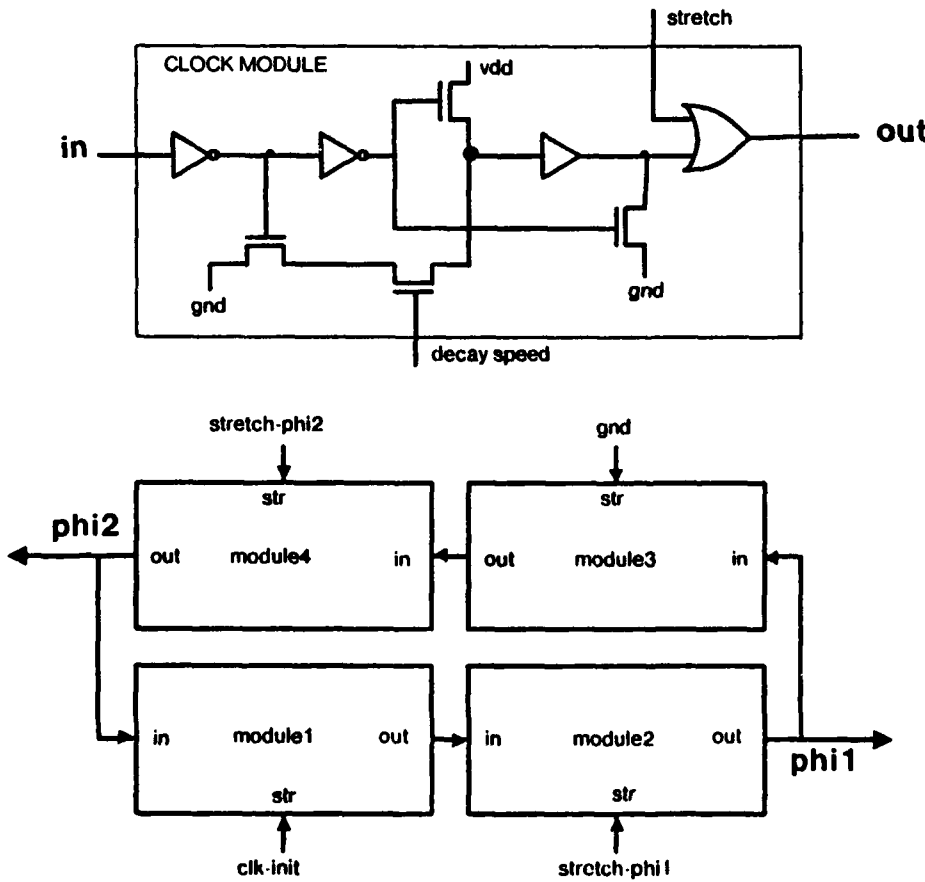 stretch
CLOCK MODULE
vdd
in
out
gnd
gnd
decay speed
stretch-phi2
gnd
str
str
phi2
out
module4
in
out
module3
in
in
module1
out
in
module2
out
phi1
str
str
clk-init
stretch-phi1